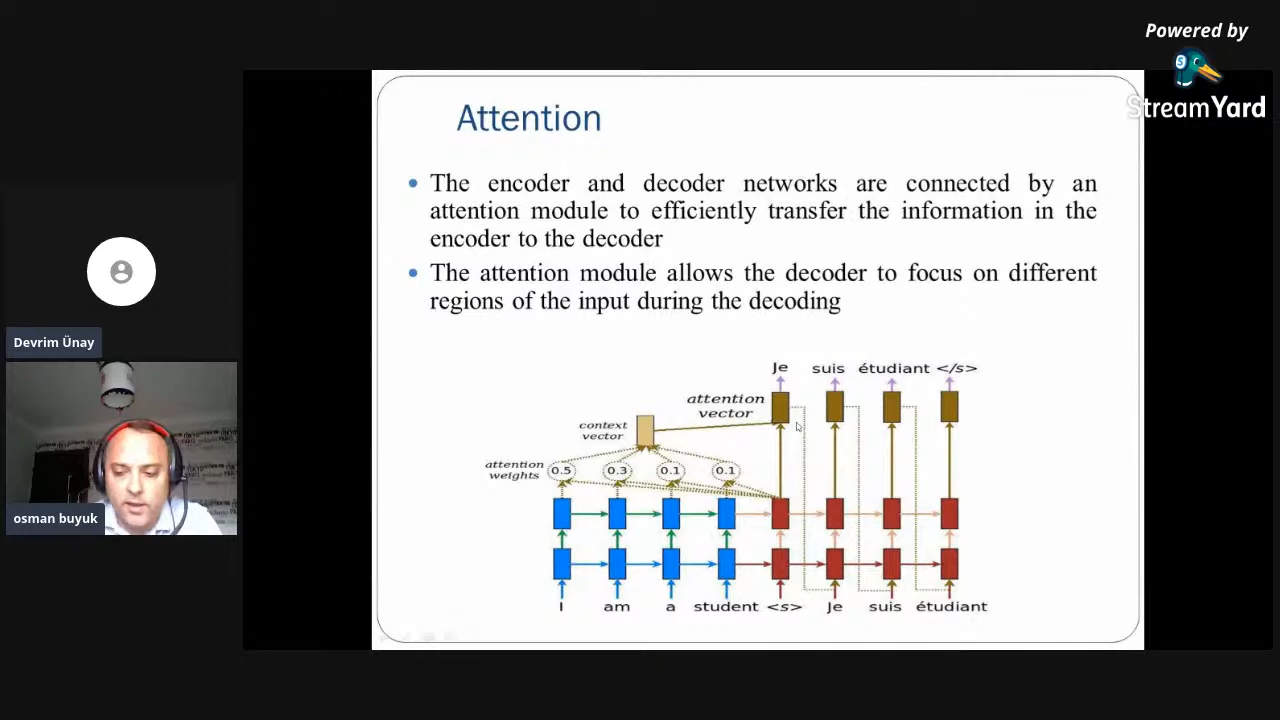 Powered by
StreamYard
Attention
• The encoder and decoder networks are connected by an
attention module to efficiently transfer the information in the
encoder to the decoder
• The attention module allows the decoder to focus on different
regions of the input during the decoding
Devrim Ünay
osman buyuk
Je suis étudiant </s>
attention
vector
context
vector
attention
weights
0.5 0.3 0.1 0.1
I am a student <s> Je suis étudiant